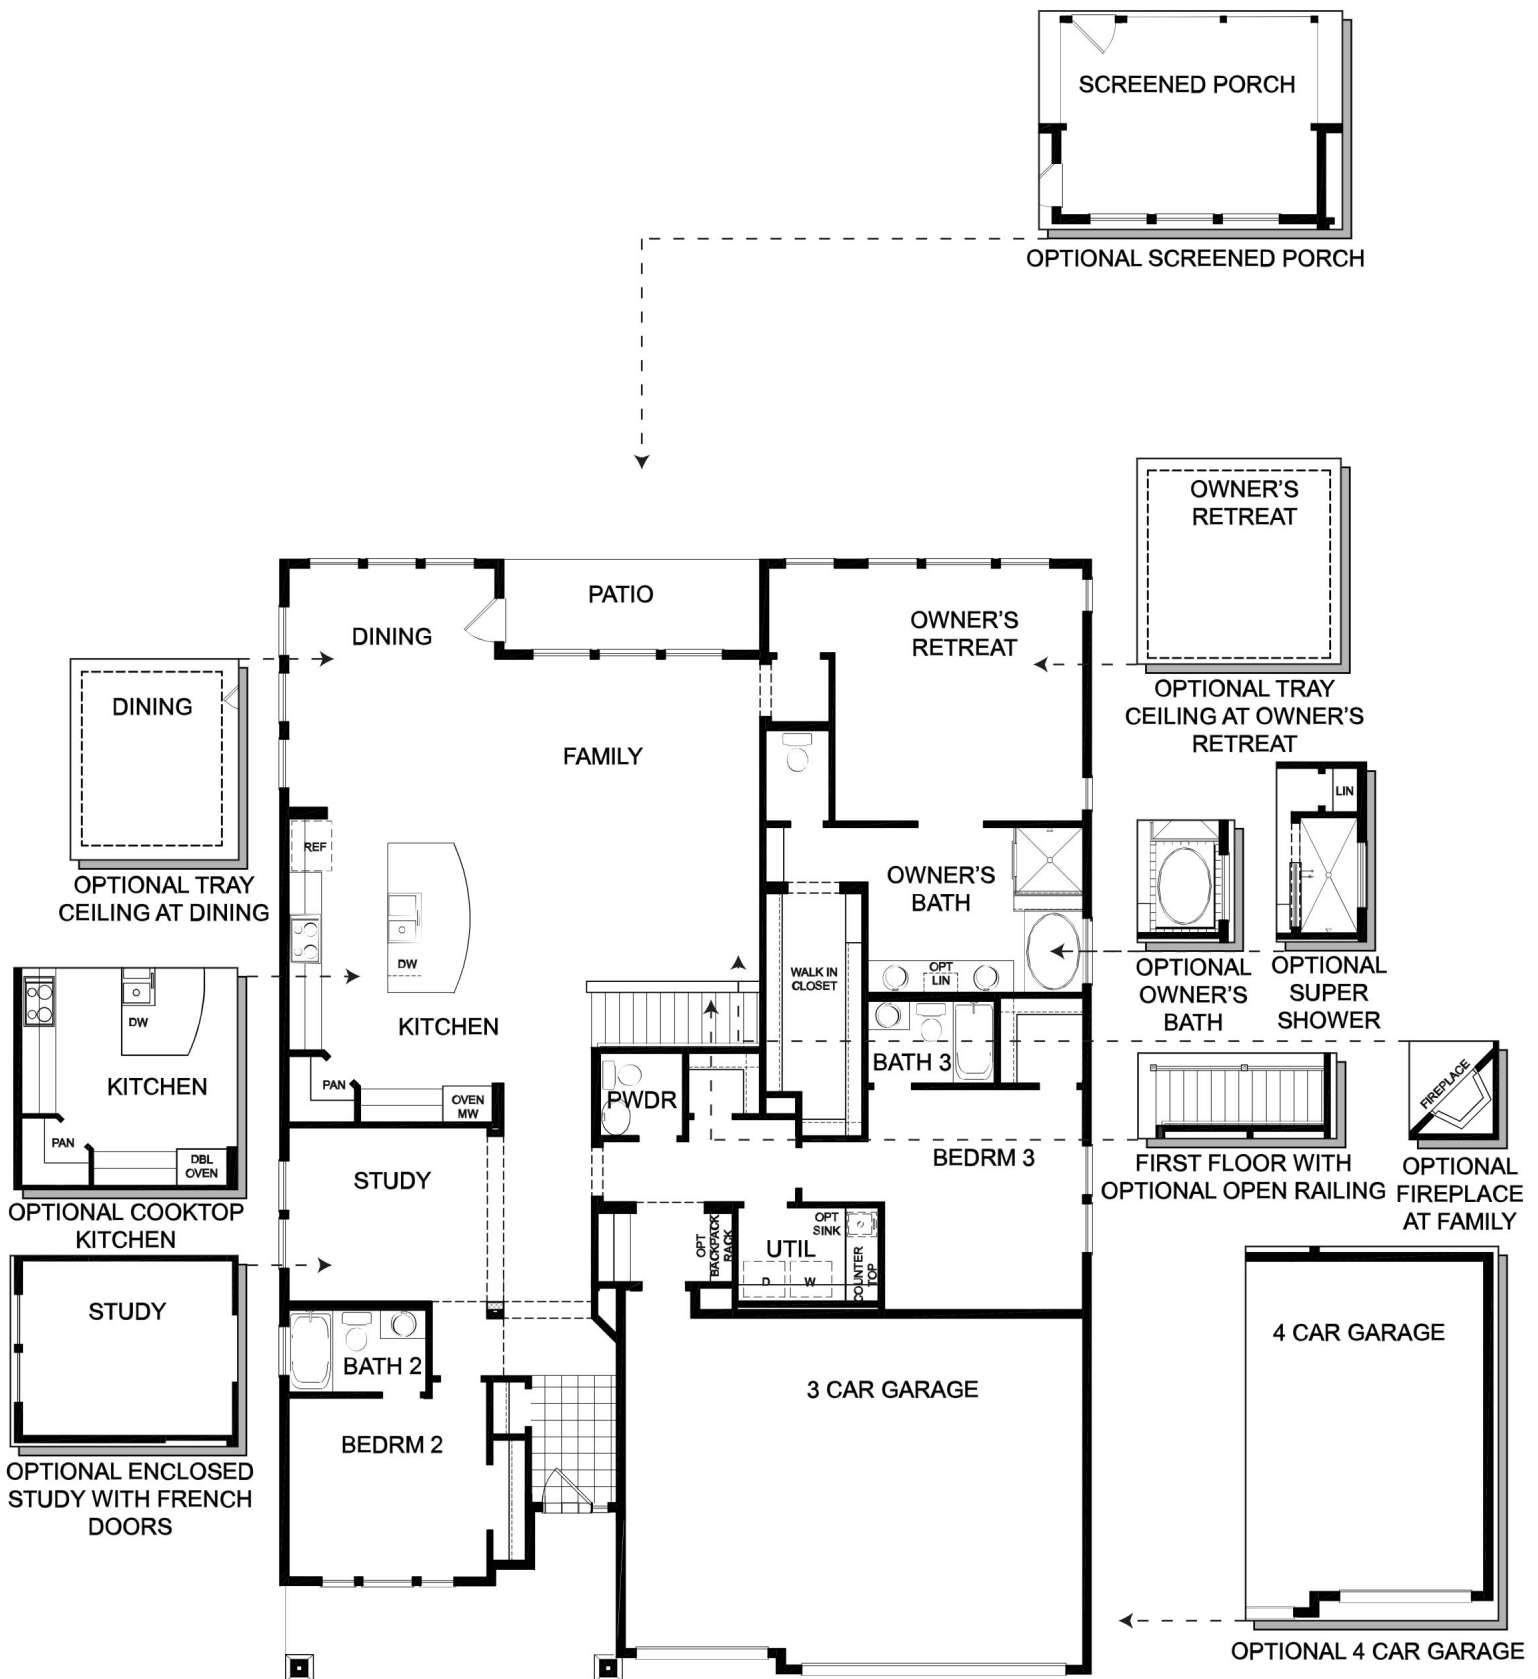 SCREENED PORCH
OPTIONAL SCREENED PORCH
OWNER'S
RETREAT
OPTIONAL TRAY
CEILING AT OWNER'S
RETREAT
PATIO
DINING
OWNER'S
RETREAT
DINING
OPTIONAL TRAY
CEILING AT DINING
FAMILY
REF
DW
KITCHEN
PAN
OVEN
MW
OWNER'S
BATH
OPT
LIN
WALK IN
CLOSET
LIN
OPTIONAL
OWNER'S
BATH
OPTIONAL
SUPER
SHOWER
DW
KITCHEN
PAN
DBL
OVEN
OPTIONAL COOKTOP
KITCHEN
BATH 3
PWDR
BEDRM 3
FIRST FLOOR WITH
OPTIONAL OPEN RAILING
FIREPLACE
OPTIONAL
FIREPLACE
AT FAMILY
STUDY
OPT
BACKPACK
RACK
UTIL
OPT
SINK
D
W
COUNTER
TOP
STUDY
OPTIONAL ENCLOSED
STUDY WITH FRENCH
DOORS
BATH 2
BEDRM 2
3 CAR GARAGE
4 CAR GARAGE
OPTIONAL 4 CAR GARAGE